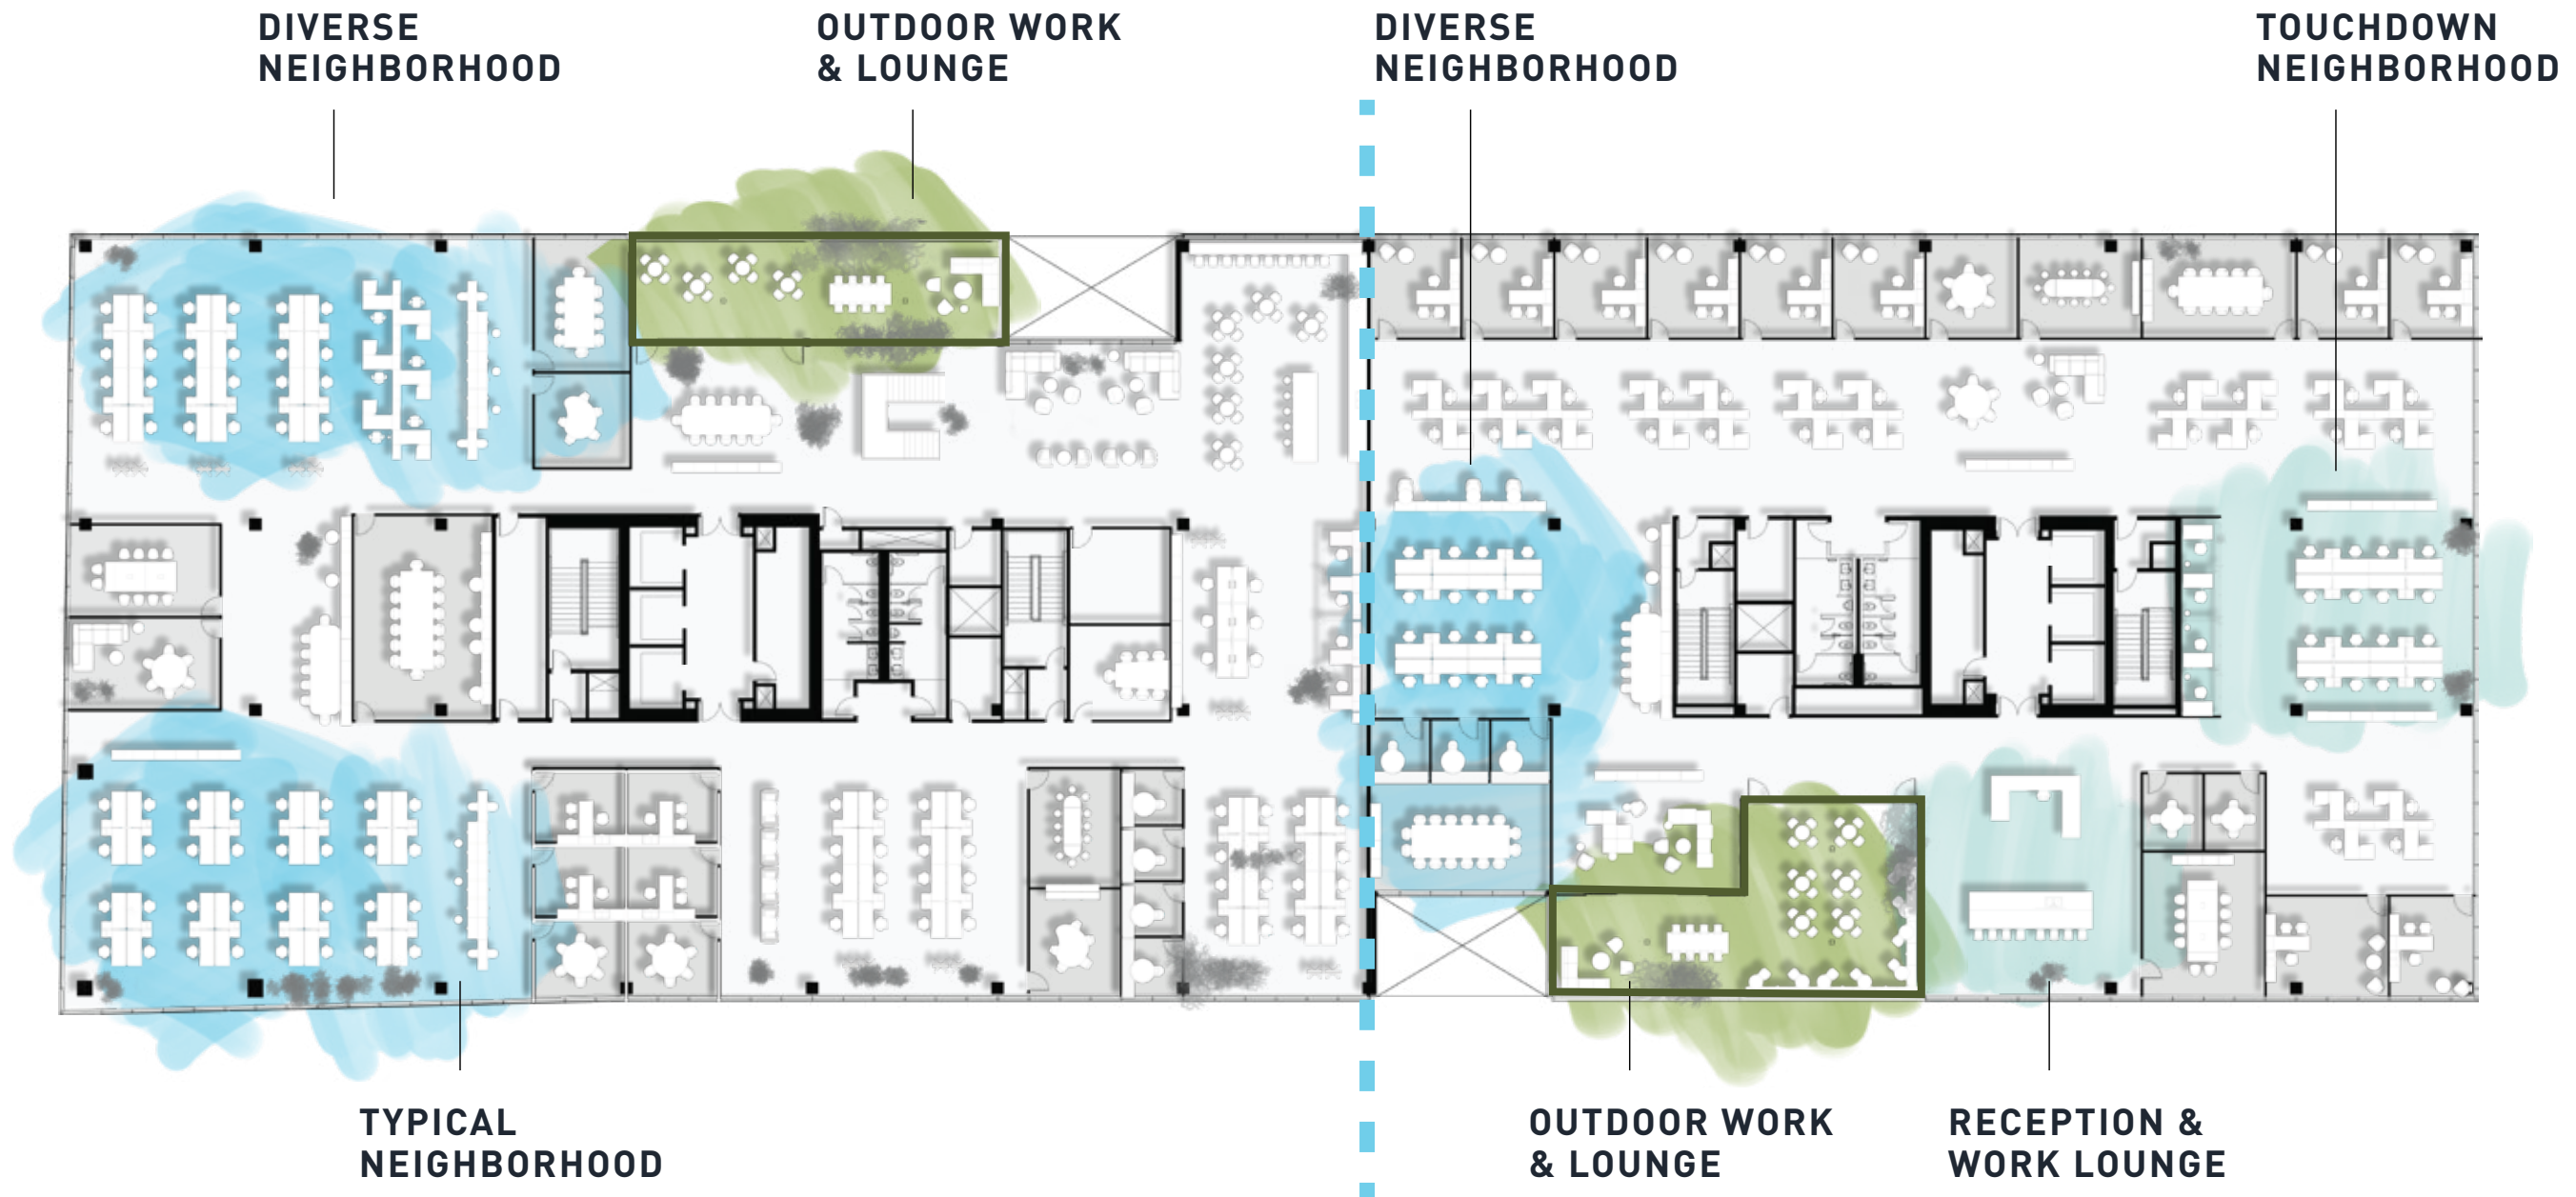 DIVERSE
NEIGHBORHOOD
OUTDOOR WORK
& LOUNGE
DIVERSE
NEIGHBORHOOD
TOUCHDOWN
NEIGHBORHOOD
TYPICAL
NEIGHBORHOOD
OUTDOOR WORK
& LOUNGE
RECEPTION &
WORK LOUNGE